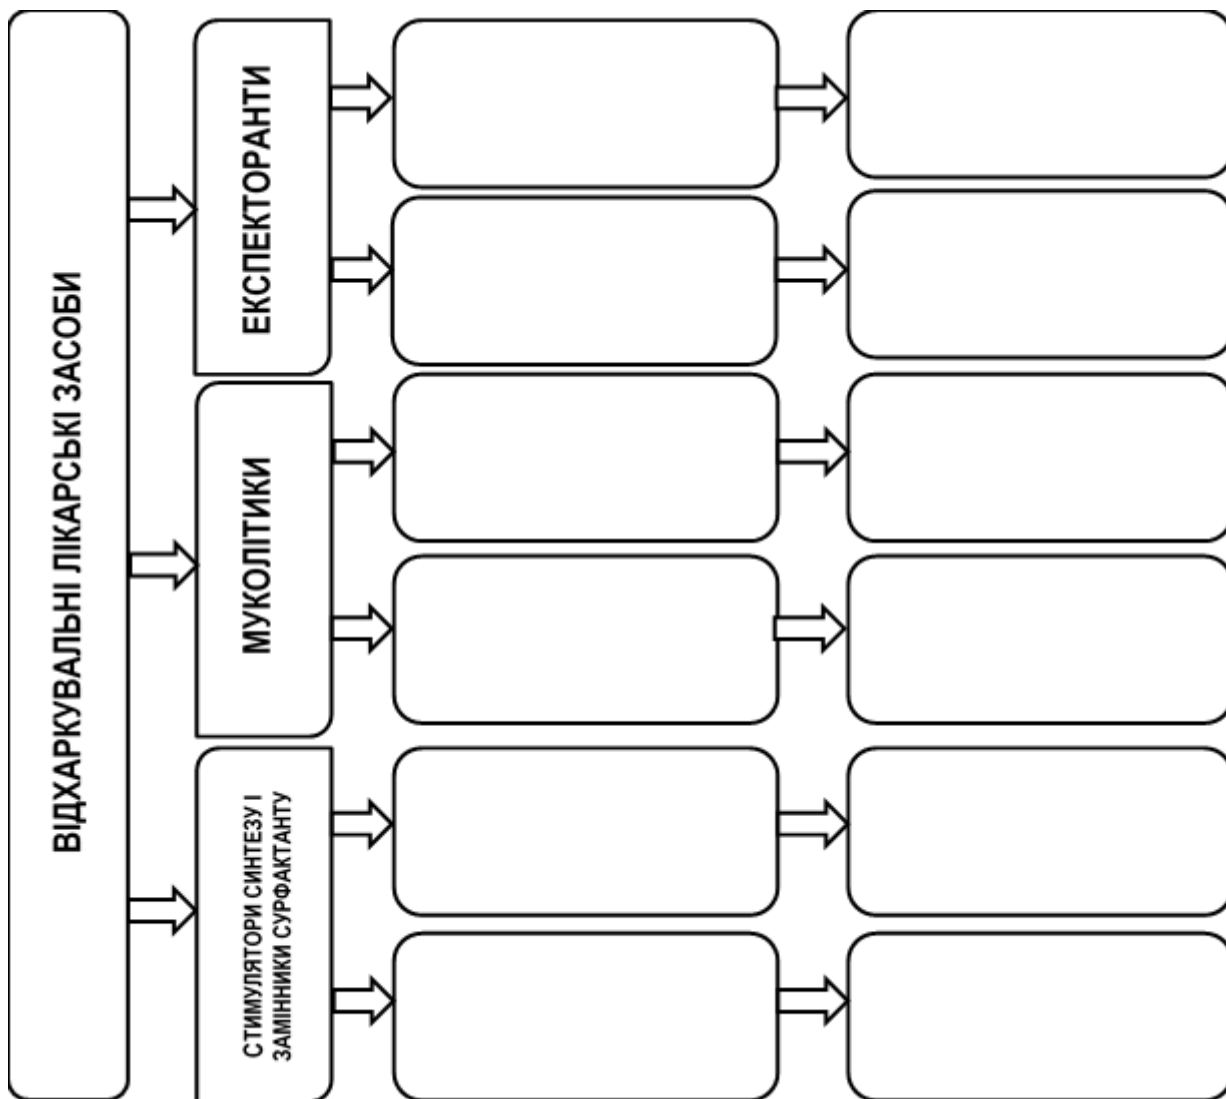 ВІДХАРКУВАЛЬНІ ЛІКАРСЬКІ ЗАСОБИ
ЕКСПЕКТОРАНТИ
МУКОЛІТИКИ
СТИМУЛЯТОРИ СИНТЕЗУ І
ЗАМІННИКИ СУРФАКТАНТУ